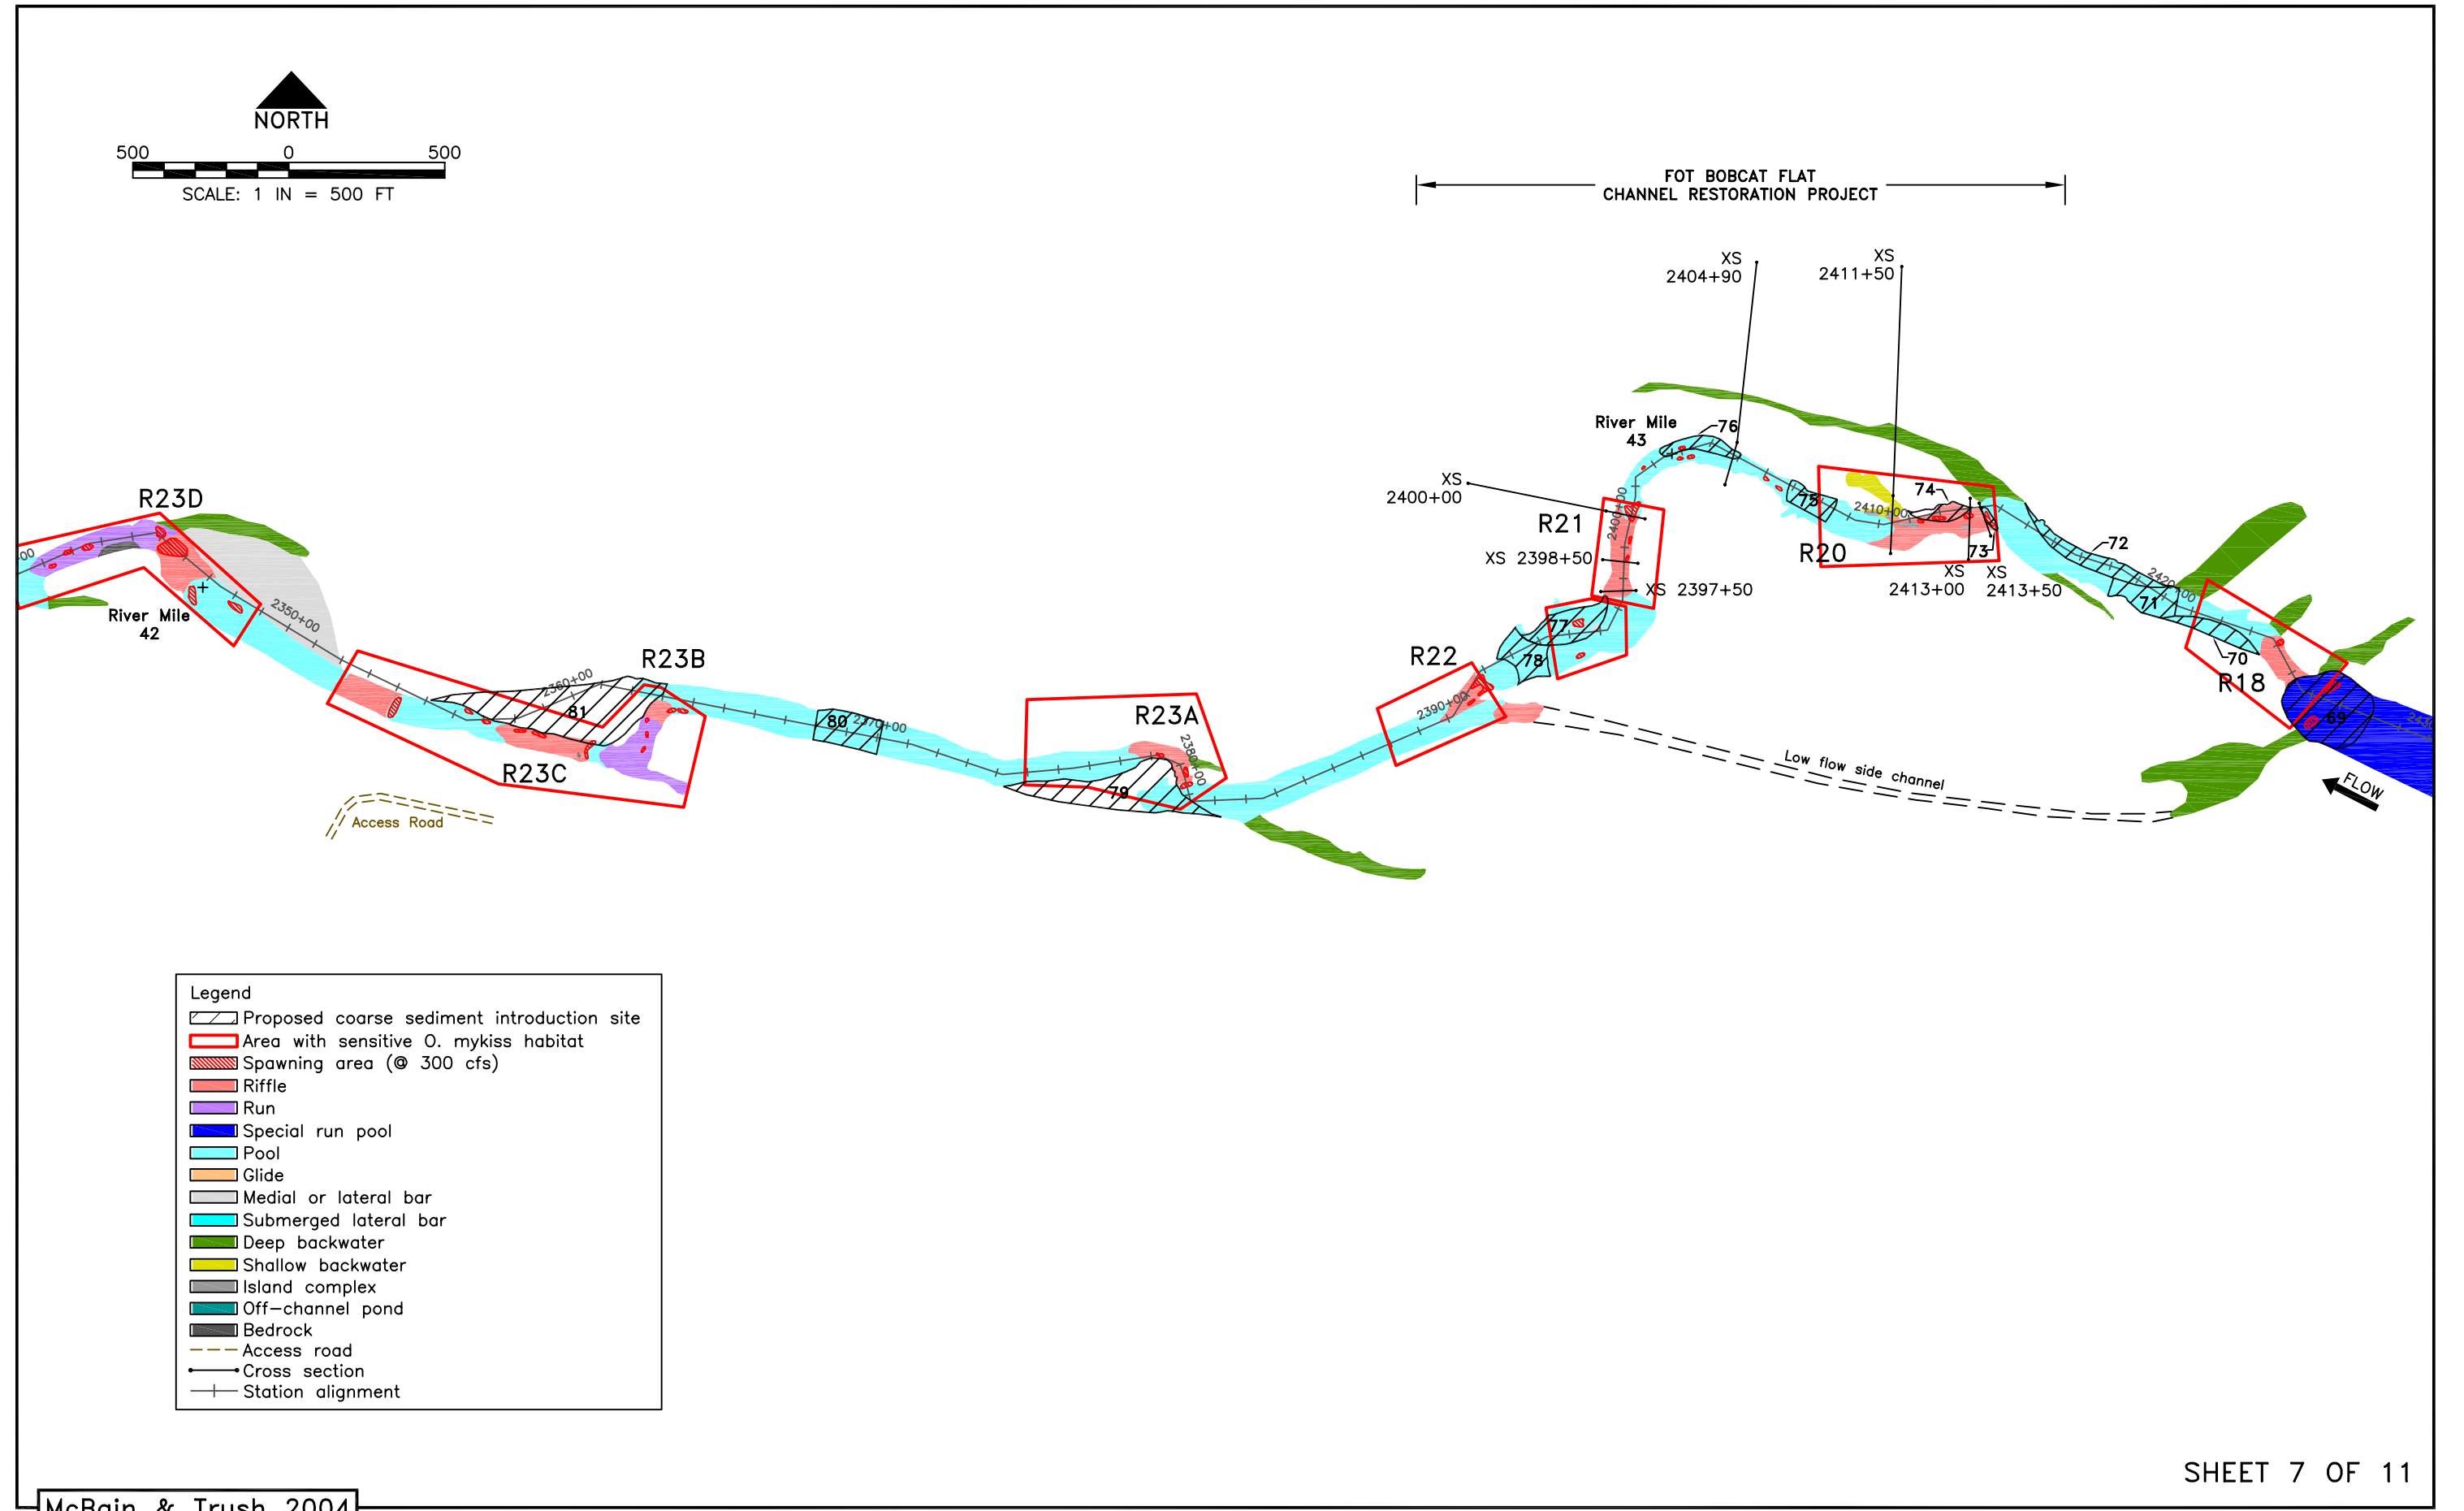 NORTH
500 0 500
SCALE: 1 IN = 500 FT
FOT BOBCAT FLAT
CHANNEL RESTORATION PROJECT
XS
2404+90
XS
2411+50
River Mile
43
76
XS
2400+00
R21
2400+00
XS 2398+50
XS 2397+50
75
2410+00
74
R20
73
XS
2413+00
XS
2413+50
72
2420+00
71
70
R18
69
FLOW
77
78
R22
2390+00
Low flow side channel
R23A
2380+00
79
80
2370+00
R23B
2360+00
81
R23C
Access Road
R23D
2350+00
River Mile
42
Legend
Proposed coarse sediment introduction site
Area with sensitive O. mykiss habitat
Spawning area (@ 300 cfs)
Riffle
Run
Special run pool
Pool
Glide
Medial or lateral bar
Submerged lateral bar
Deep backwater
Shallow backwater
Island complex
Off-channel pond
Bedrock
Access road
Cross section
Station alignment
SHEET 7 OF 11
McBain & Trush 2004